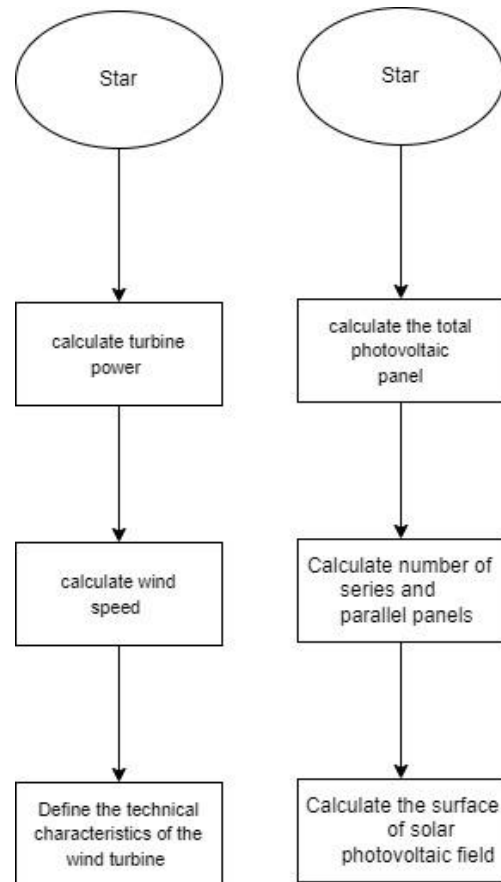 Star
calculate turbine
power
calculate wind
speed
Define the technical
characteristics of the
wind turbine
Star
calculate the total
photovoltaic
panel
Calculate number of
series and
parallel panels
Calculate the surface
of solar
photovoltaic field